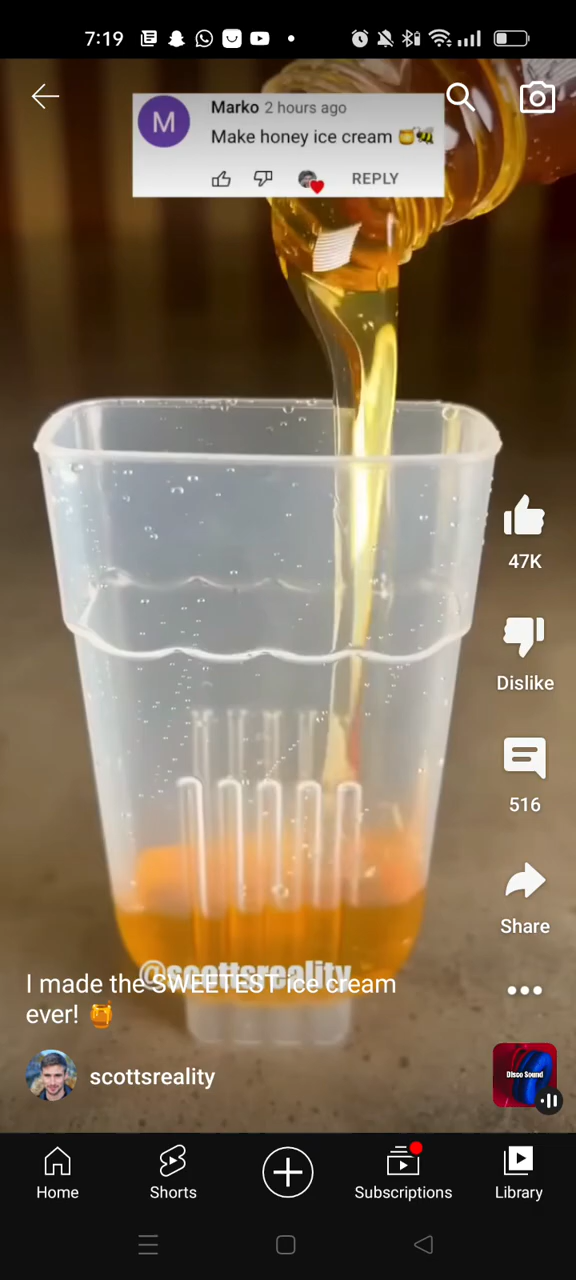 7:19
Marko 2 hours ago
Make honey ice cream 🍯🐝
REPLY
47K
Dislike
516
Share
@scottsreality
I made the SWEETEST ice cream
ever! 🍯
scottsreality
Disco Sound
Home
Shorts
Subscriptions
Library